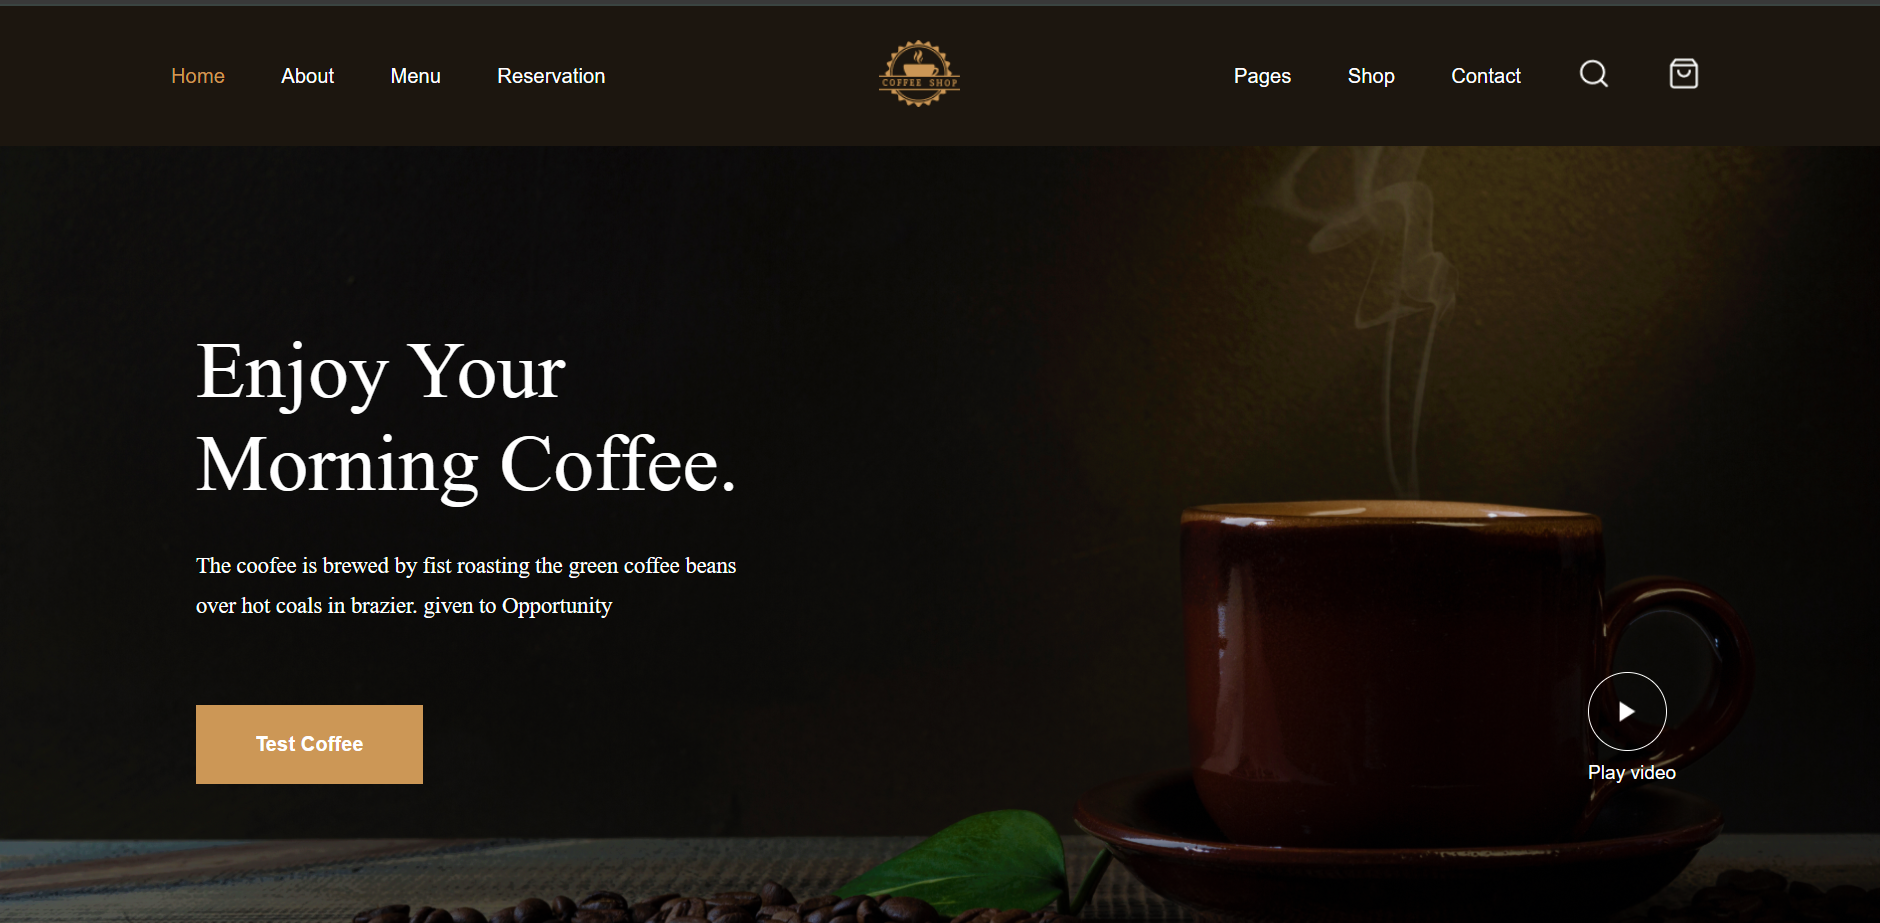 Home About Menu Reservation
COFFEE SHOP
Pages Shop Contact
Enjoy Your
Morning Coffee.
The coofee is brewed by fist roasting the green coffee beans
over hot coals in brazier. given to Opportunity
Test Coffee
Play video